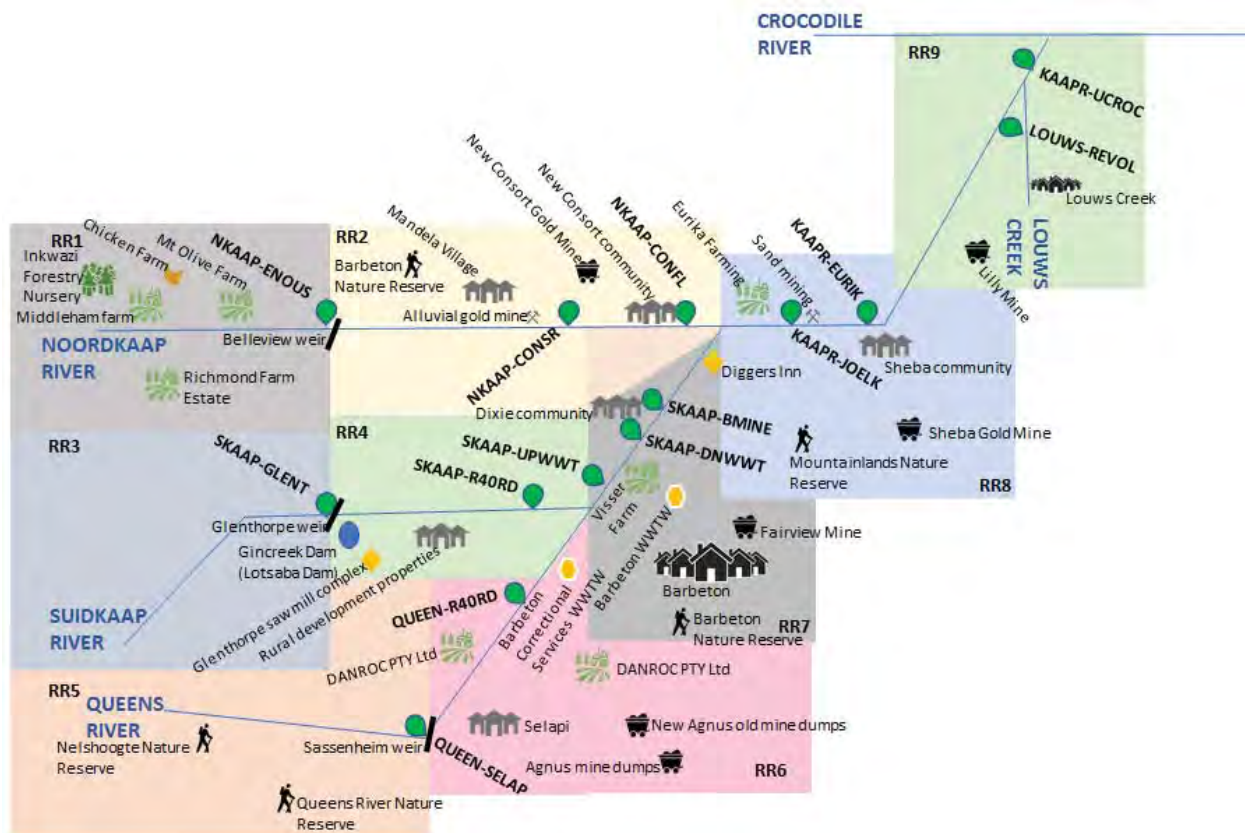 CROCODILE
RIVER
RR9
KAAPR-UCROC
LOUWS-REVOL
Louws Creek
LOUWS
CREEK
Lilly Mine
RR1
Inkwazi
Forestry
Nursery
Middleham farm
Chicken Farm
Mt Olive Farm
NKAAP-ENOUS
Belleview weir
NOORDKAAP
RIVER
Richmond Farm
Estate
RR2
Barbeton
Nature Reserve
Mandela Village
Alluvial gold mine
New Consort Gold Mine
New Consort community
NKAAP-CONSR
NKAAP-CONFL
Eurika Farming
Sand mining
KAAPR-EURIK
KAAPR-JOELK
Sheba community
Diggers Inn
Sheba Gold Mine
Mountainlands Nature
Reserve
RR8
RR3
SKAAP-GLENT
Glenthorpe weir
SUIDKAAP
RIVER
RR4
Gincreek Dam
(Lotsaba Dam)
Glenthorpe saw mill complex
Rural development properties
SKAAP-R40RD
SKAAP-UPWWT
Dixie community
SKAAP-BMINE
SKAAP-DNWWT
Visser
Farm
Barbeton WWTW
Fairview Mine
Barbeton
Barbeton
Nature Reserve
RR7
Barbeton
Correctional
Services WWTW
QUEEN-R40RD
DANROC PTY Ltd
DANROC PTY Ltd
RR5
QUEENS
RIVER
Nelshoogte Nature
Reserve
Sassenheim weir
QUEEN-SELAP
Queens River Nature
Reserve
Selapi
New Agnus old mine dumps
Agnus mine dumps
RR6